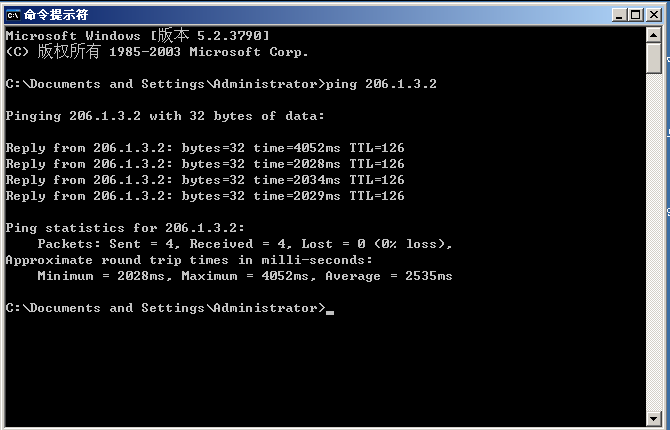 命令提示符
Microsoft Windows [版本 5.2.3790]
(C) 版权所有 1985-2003 Microsoft Corp.
C:\Documents and Settings\Administrator>ping 206.1.3.2
Pinging 206.1.3.2 with 32 bytes of data:
Reply from 206.1.3.2: bytes=32 time=4052ms TTL=126
Reply from 206.1.3.2: bytes=32 time=2028ms TTL=126
Reply from 206.1.3.2: bytes=32 time=2034ms TTL=126
Reply from 206.1.3.2: bytes=32 time=2029ms TTL=126
Ping statistics for 206.1.3.2:
    Packets: Sent = 4, Received = 4, Lost = 0 (0% loss),
Approximate round trip times in milli-seconds:
    Minimum = 2028ms, Maximum = 4052ms, Average = 2535ms
C:\Documents and Settings\Administrator>